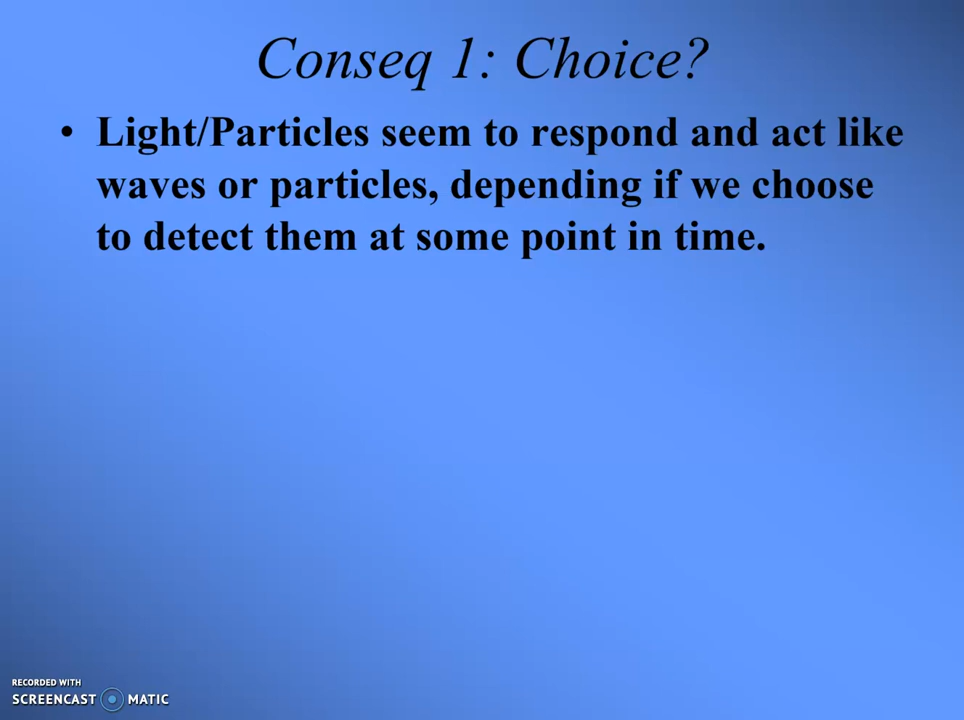 Conseq 1: Choice?
• Light/Particles seem to respond and act like
waves or particles, depending if we choose
to detect them at some point in time.
RECORDED WITH
SCREENCAST MATIC